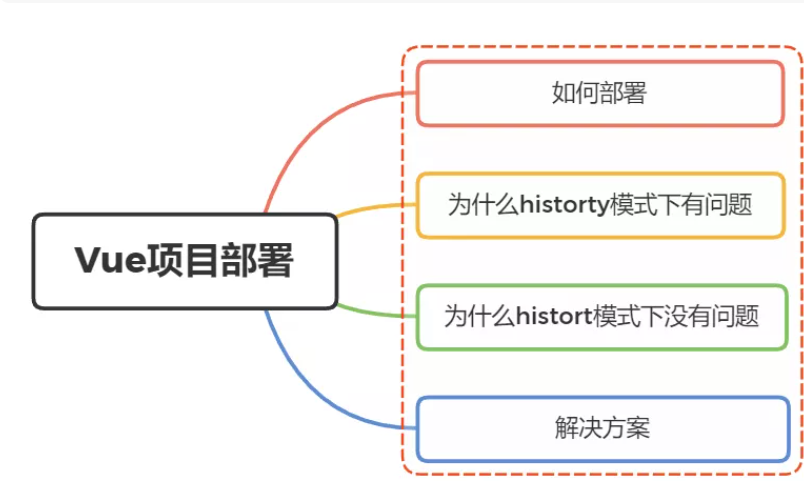 如何部署
为什么historty模式下有问题
Vue项目部署
为什么histort模式下没有问题
解决方案